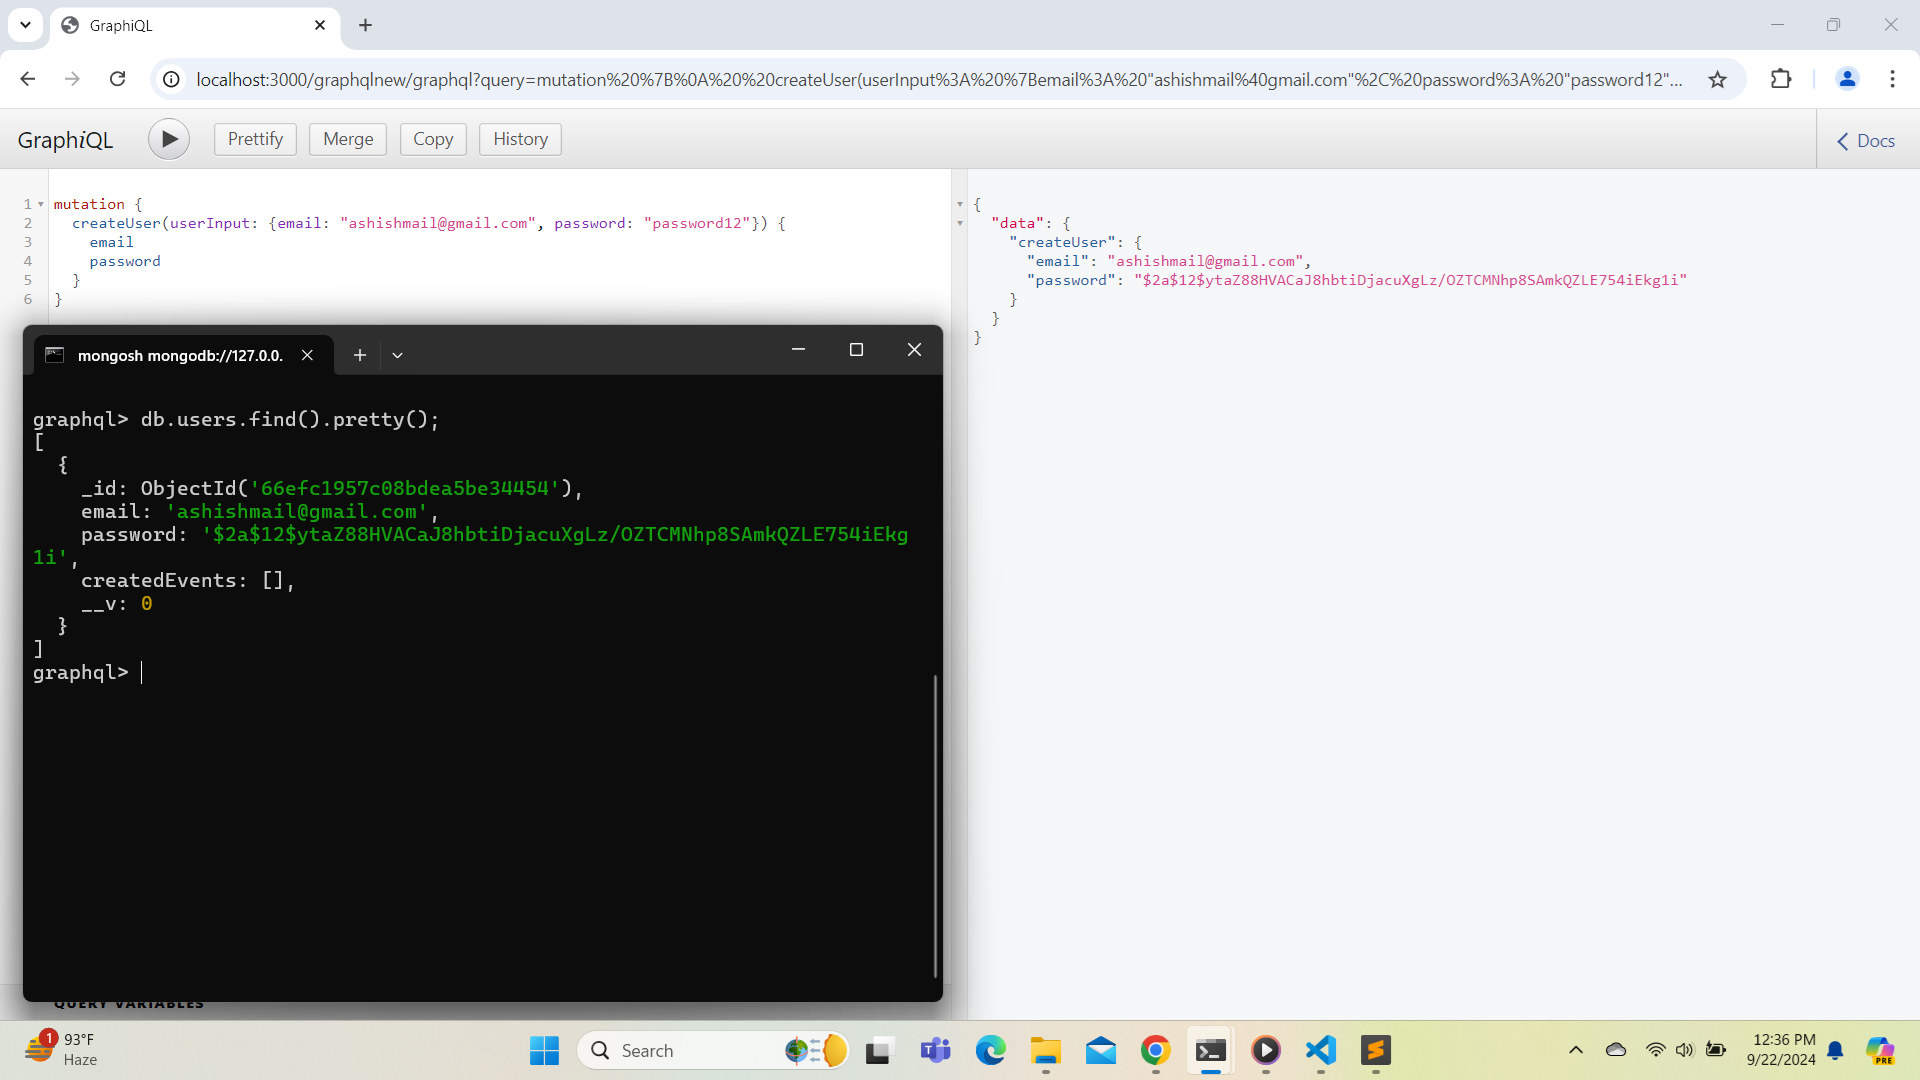 GraphiQL
localhost:3000/graphqlnew/graphql?query=mutation%20%7B%0A%20%20createUser(userInput%3A%20%7Bemail%3A%20"ashishmail%40gmail.com"%2C%20password%3A%20"password12"...
GraphiQL
Prettify
Merge
Copy
History
Docs
1 mutation {
2 createUser(userInput: {email: "ashishmail@gmail.com", password: "password12"}) {
3 email
4 password
5 }
6 }
{
"data": {
"createUser": {
"email": "ashishmail@gmail.com",
"password": "$2a$12$ytaZ88HVACaJ8hbtiDjacuXgLz/OZTCMNhp8SAmkQZLE754iEkg1i"
}
}
}
mongosh mongodb://127.0.0.
graphql> db.users.find().pretty();
[
{
_id: ObjectId('66efc1957c08bdea5be34454'),
email: 'ashishmail@gmail.com',
password: '$2a$12$ytaZ88HVACaJ8hbtiDjacuXgLz/OZTCMNhp8SAmkQZLE754iEkg
1i',
createdEvents: [],
__v: 0
}
]
graphql>
QUERY VARIABLES
1
93°F
Haze
Search
12:36 PM
9/22/2024
PRE